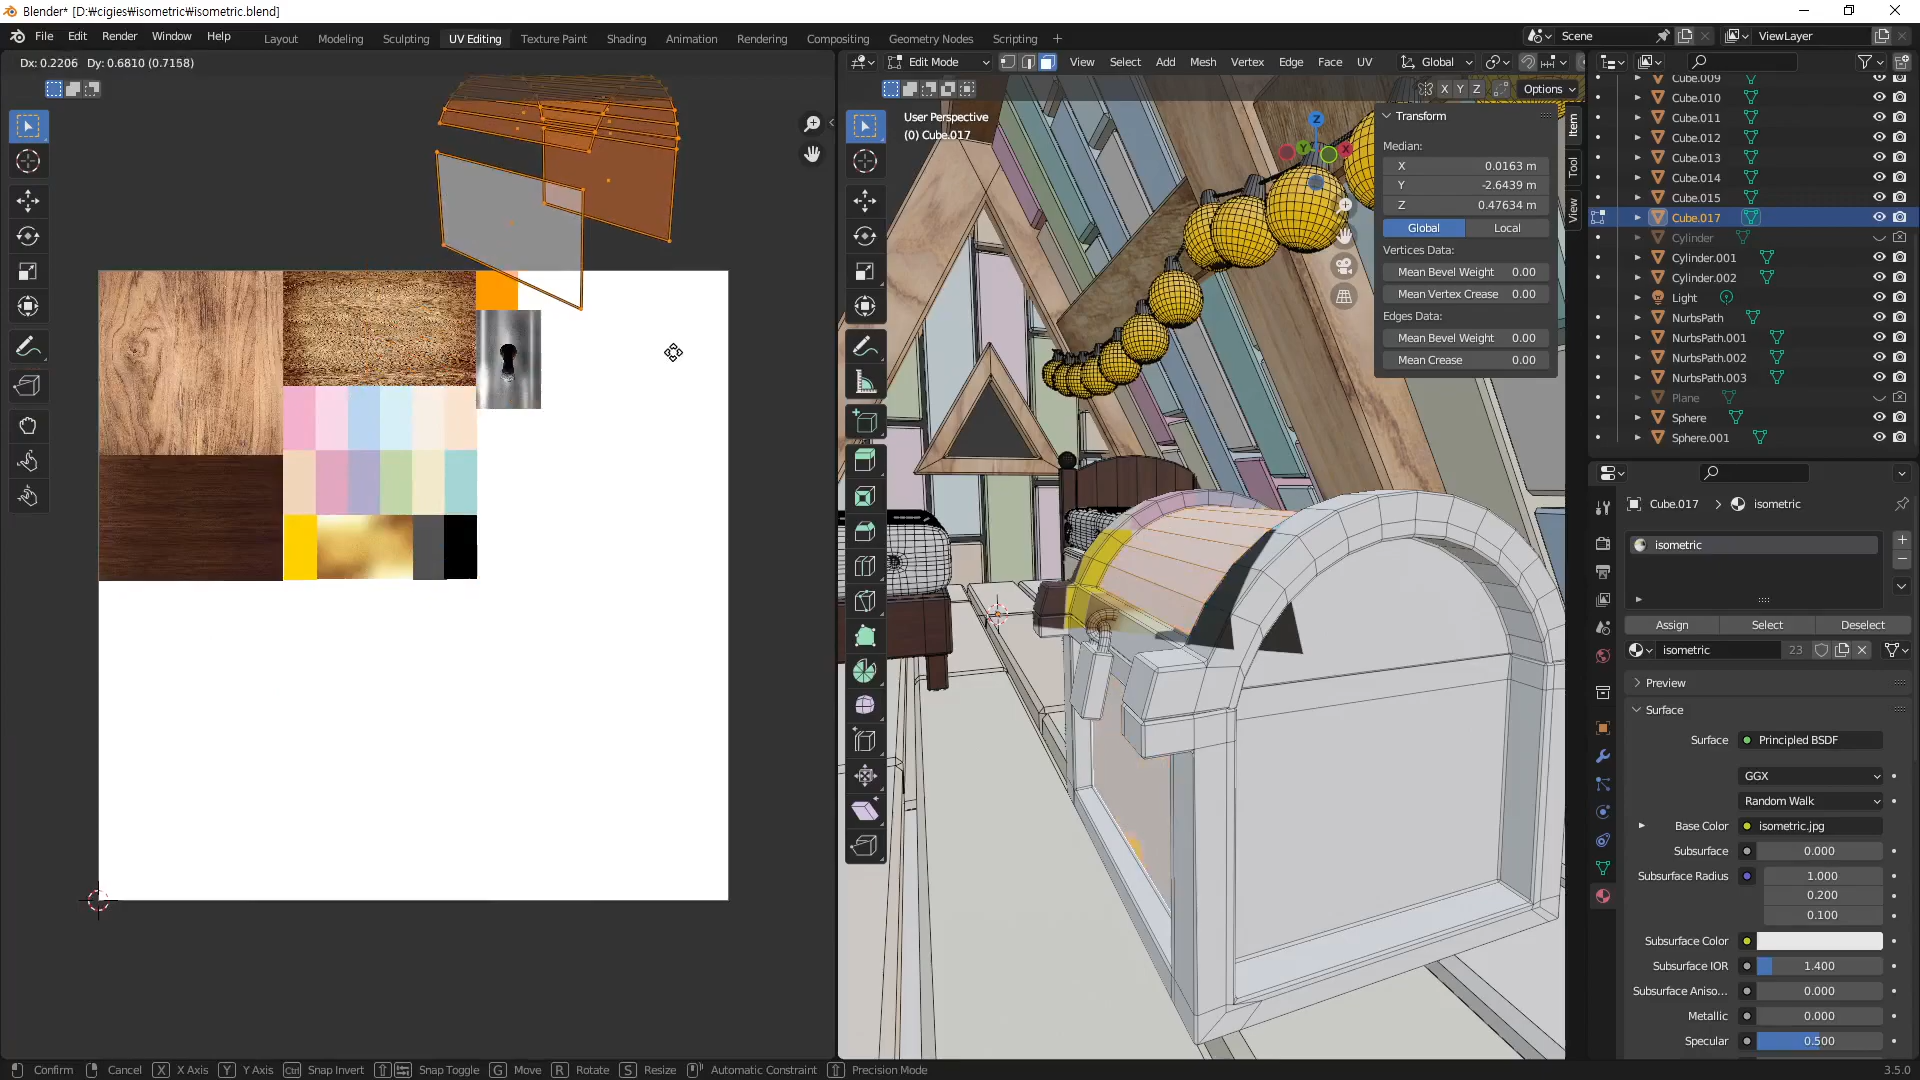 Blender* [D:₩cigies₩isometric₩isometric.blend]
File Edit Render Window Help Layout Modeling Sculpting UV Editing Texture Paint Shading Animation Rendering Compositing Geometry Nodes Scripting + Scene ViewLayer
Dx: 0.2206 Dy: 0.6810 (0.7158)
Edit Mode View Select Add Mesh Vertex Edge Face UV Global
X Y Z Options
User Perspective
(0) Cube.017
Transform
Median:
X 0.0163 m
Y -2.6439 m
Z 0.47634 m
Global Local
Vertices Data:
Mean Bevel Weight 0.00
Mean Vertex Crease 0.00
Edges Data:
Mean Bevel Weight 0.00
Mean Crease 0.00
Item
Tool
View
Z
Y
X
Cube.009
Cube.010
Cube.011
Cube.012
Cube.013
Cube.014
Cube.015
Cube.017
Cylinder
Cylinder.001
Cylinder.002
Light
NurbsPath
NurbsPath.001
NurbsPath.002
NurbsPath.003
Plane
Sphere
Sphere.001
Cube.017 > isometric
isometric
Assign Select Deselect
isometric 23
Preview
Surface
Surface Principled BSDF
GGX
Random Walk
Base Color isometric.jpg
Subsurface 0.000
Subsurface Radius 1.000
0.200
0.100
Subsurface Color
Subsurface IOR 1.400
Subsurface Aniso... 0.000
Metallic 0.000
Specular 0.500
Confirm Cancel X X Axis Y Y Axis Ctrl Snap Invert Snap Toggle G Move R Rotate S Resize Automatic Constraint Precision Mode 3.5.0